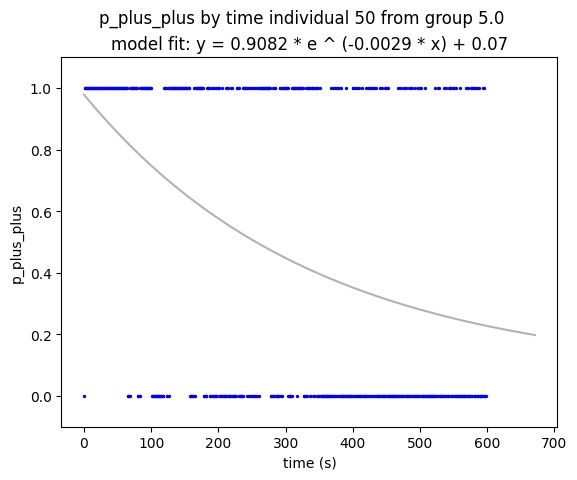 p_plus_plus by time individual 50 from group 5.0
model fit: y = 0.9082 * e ^ (-0.0029 * x) + 0.07
1.0
0.8
0.6
0.4
0.2
0.0
p_plus_plus
0 100 200 300 400 500 600 700
time (s)